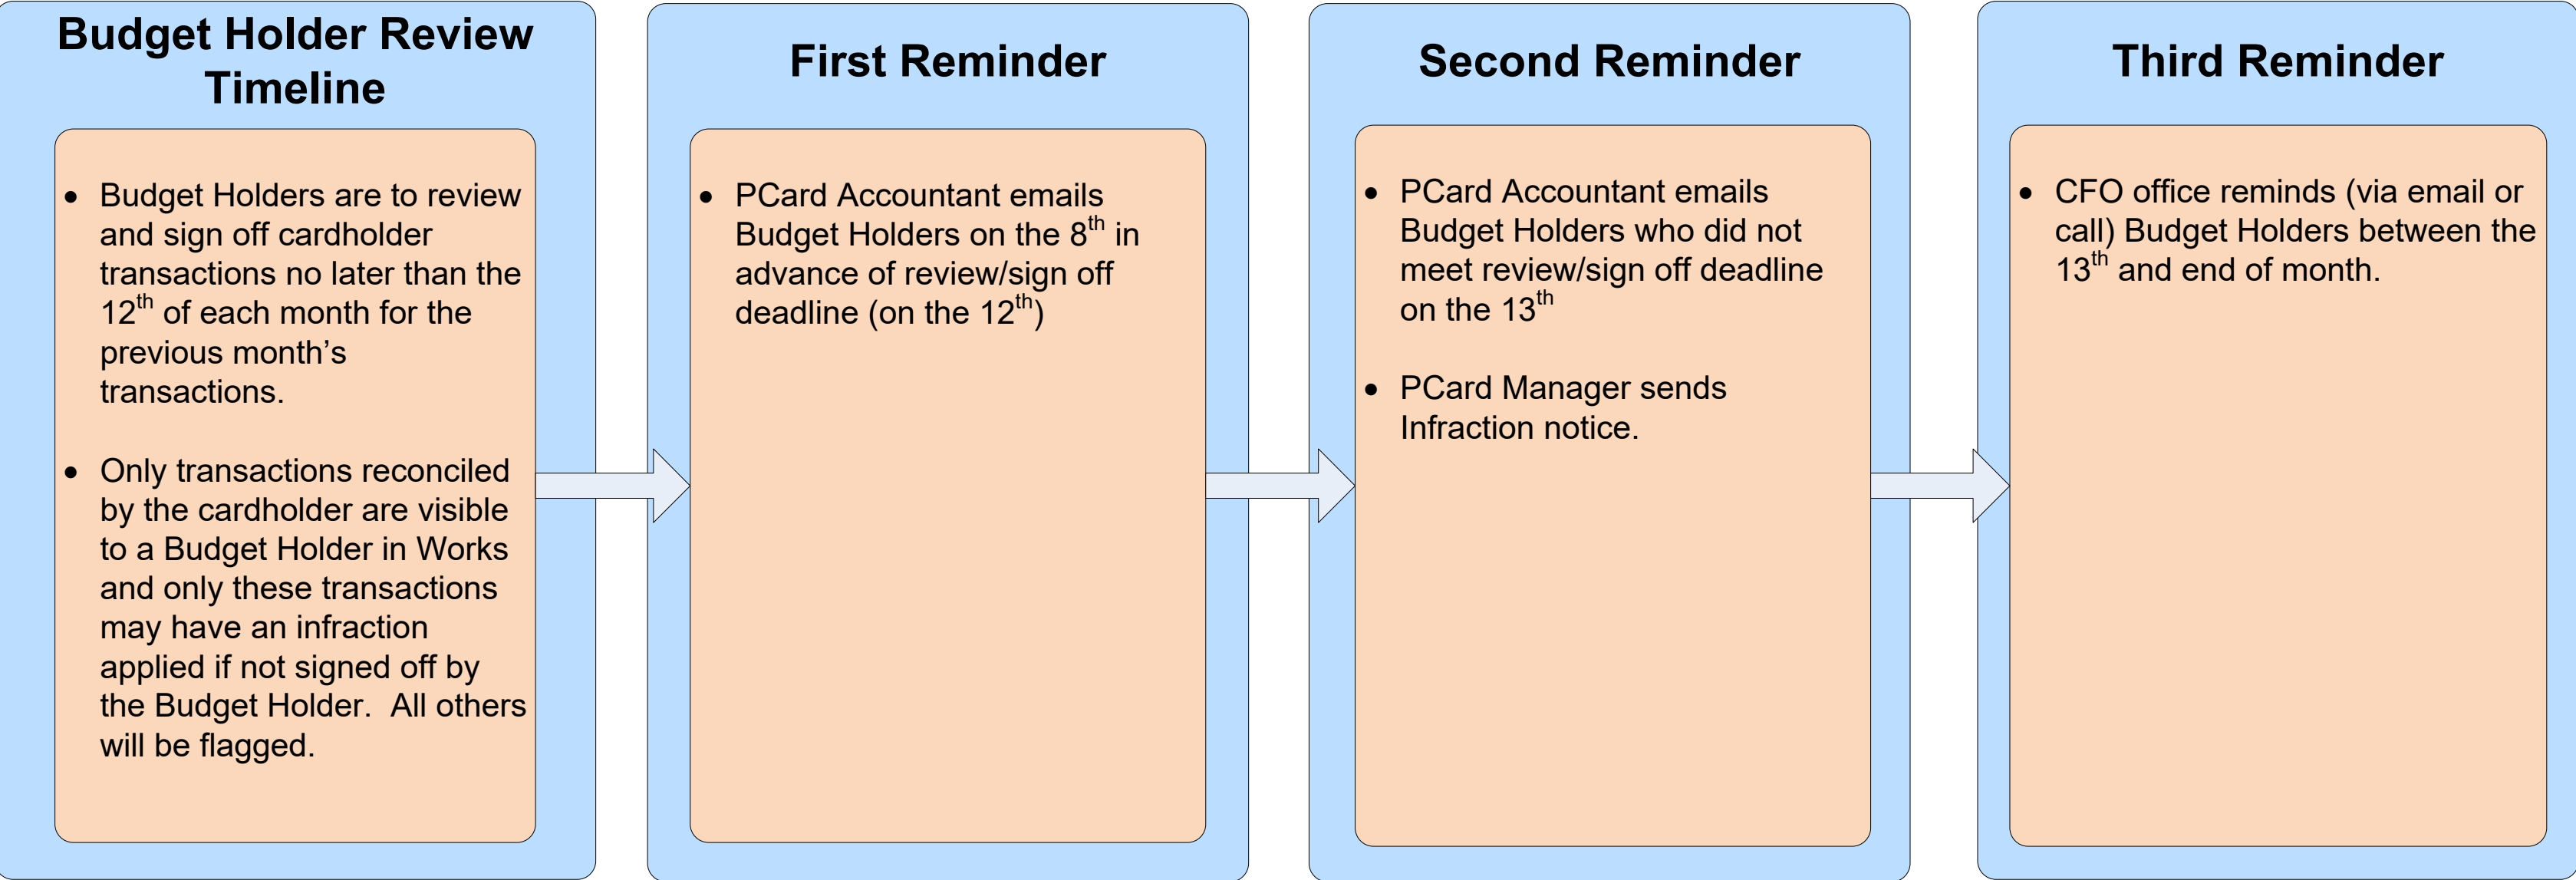 Budget Holder Review
Timeline
• Budget Holders are to review
and sign off cardholder
transactions no later than the
12th of each month for the
previous month’s
transactions.
• Only transactions reconciled
by the cardholder are visible
to a Budget Holder in Works
and only these transactions
may have an infraction
applied if not signed off by
the Budget Holder.  All others
will be flagged.
First Reminder
• PCard Accountant emails
Budget Holders on the 8th in
advance of review/sign off
deadline (on the 12th)
Second Reminder
• PCard Accountant emails
Budget Holders who did not
meet review/sign off deadline
on the 13th
• PCard Manager sends
Infraction notice.
Third Reminder
• CFO office reminds (via email or
call) Budget Holders between the
13th and end of month.